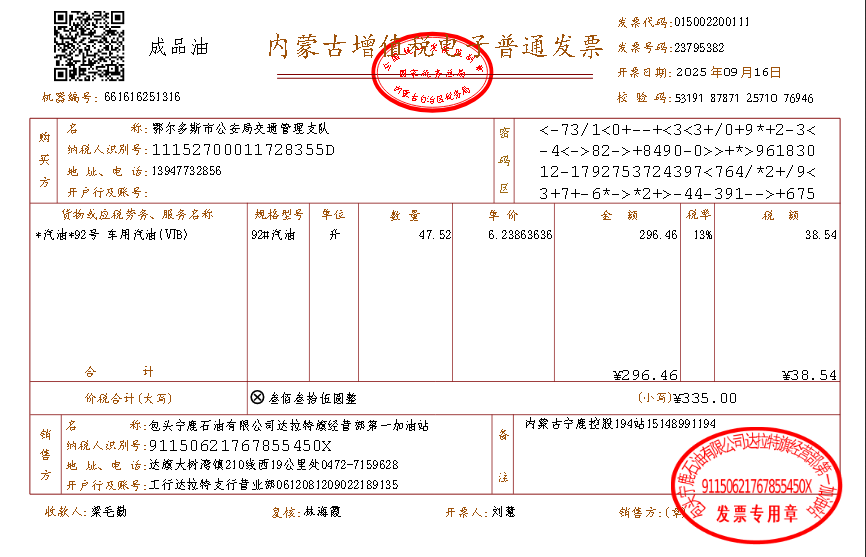 成品油
内蒙古增值税电子普通发票
国家税务总局
内蒙古自治区税务局
发票代码:015002200111
发票号码:23795382
开票日期: 2025 年09 月16日
校 验 码:53191 87871 25710 76946
机器编号: 661616251316
购买方
名 称:鄂尔多斯市公安局交通管理支队
纳税人识别号:11152700011728355D
地 址、电 话:13947732856
开户行及账号:
密码区
<-73/1<0+--+<3<3+/0+9*+2-3<
-4<->82->+8490-0>>+*>961830
12-1792753724397<764/*2+/9<
3+7+-6*->*2+>-44-391-->+675
货物或应税劳务、服务名称 规格型号 单位 数 量 单 价 金 额 税率 税 额
*汽油*92号 车用汽油(VIB) 92#汽油 升 47.52 6.23863636 296.46 13% 38.54
合 计 ¥296.46 ¥38.54
价税合计(大写) ⊗ 叁佰叁拾伍圆整 (小写)¥335.00
销售方
名 称:包头宁鹿石油有限公司达拉特旗经营部第一加油站
纳税人识别号:91150621767855450X
地 址、电 话:达旗大树湾镇210线西19公里处0472-7159628
开户行及账号:工行达拉特支行营业部0612081209022189135
备注
内蒙古宁鹿控股194站15148991194
收款人:梁毛勤 复核:林海霞 开票人:刘慧 销售方:(章)
包头宁鹿石油有限公司达拉特旗经营部第一加油站
91150621767855450X
发票专用章